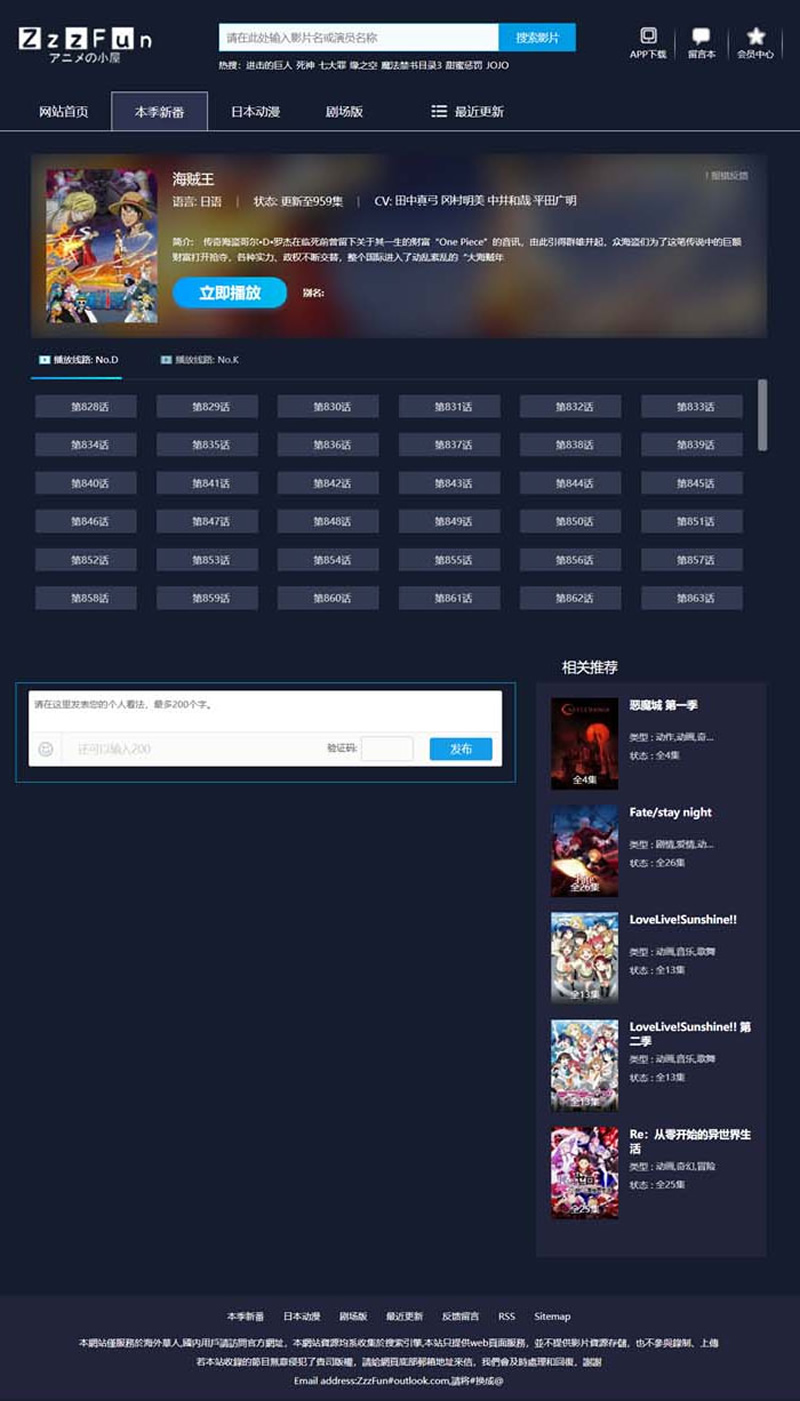 ZzzFun
アニメの小屋
请在此处输入影片名或演员名称
搜索影片
热搜：进击的巨人 死神 七大罪 缘之空 魔法禁书目录3 甜蜜惩罚 JOJO
APP下载 留言本 会员中心
网站首页 本季新番 日本动漫 剧场版 最近更新
海贼王
! 报错反馈
语言: 日语 | 状态: 更新至959集 | CV: 田中真弓 冈村明美 中井和哉 平田广明
简介: 传奇海盗哥尔•D•罗杰在临死前曾留下关于其一生的财富“One Piece”的音讯，由此引得群雄并起，众海盗们为了这笔传说中的巨额
财富打开抢夺，各种实力、政权不断交替，整个国际进入了动乱紊乱的“大海贼年
立即播放 别名:
播放线路: No.D 播放线路: No.K
第828话 第829话 第830话 第831话 第832话 第833话
第834话 第835话 第836话 第837话 第838话 第839话
第840话 第841话 第842话 第843话 第844话 第845话
第846话 第847话 第848话 第849话 第850话 第851话
第852话 第853话 第854话 第855话 第856话 第857话
第858话 第859话 第860话 第861话 第862话 第863话
请在这里发表您的个人看法，最多200个字。
还可以输入200 验证码: 发布
相关推荐
恶魔城 第一季
类型 : 动作,动画,奇...
状态 : 全4集
全4集
Fate/stay night
类型 : 剧情,爱情,动...
状态 : 全26集
全26集
LoveLive!Sunshine!!
类型 : 动画,音乐,歌舞
状态 : 全13集
全13集
LoveLive!Sunshine!! 第
二季
类型 : 动画,音乐,歌舞
状态 : 全13集
全13集
Re：从零开始的异世界生
活
类型 : 动画,奇幻,冒险
状态 : 全25集
全25集
本季新番 日本动漫 剧场版 最近更新 反馈留言 RSS Sitemap
本網站僅服務於海外華人,國内用戶請訪問官方網址，本網站資源均系收集於搜索引擎,本站只提供web頁面服務，並不提供影片資源存儲，也不參與錄制、上傳
若本站收錄的節目無意侵犯了貴司版權，請給網頁底部郵箱地址來信，我們會及時處理和回復，謝謝
Email address:ZzzFun#outlook.com,請将#换成@